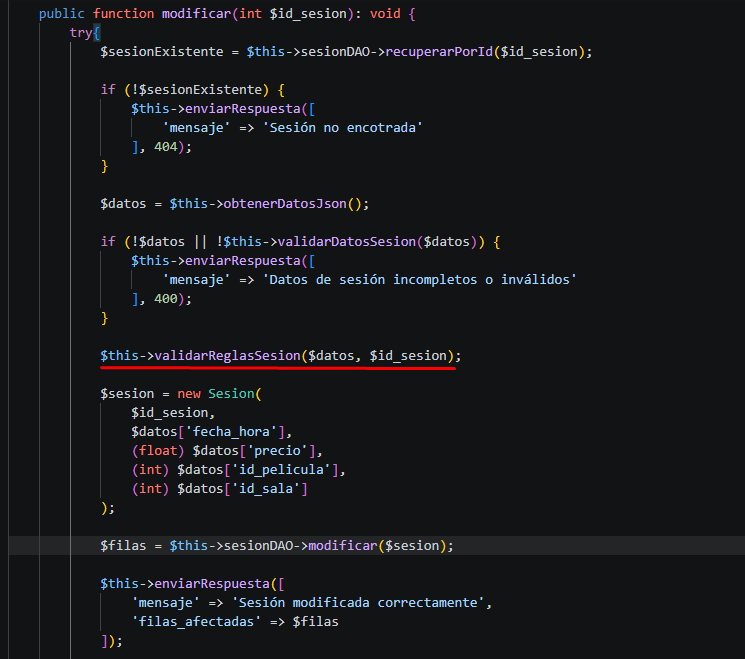 public function modificar(int $id_sesion): void {
try{
$sesionExistente = $this->sesionDAO->recuperarPorId($id_sesion);
if (!$sesionExistente) {
$this->enviarRespuesta([
'mensaje' => 'Sesión no encotrada'
], 404);
}
$datos = $this->obtenerDatosJson();
if (!$datos || !$this->validarDatosSesion($datos)) {
$this->enviarRespuesta([
'mensaje' => 'Datos de sesión incompletos o inválidos'
], 400);
}
$this->validarReglasSesion($datos, $id_sesion);
$sesion = new Sesion(
$id_sesion,
$datos['fecha_hora'],
(float) $datos['precio'],
(int) $datos['id_pelicula'],
(int) $datos['id_sala']
);
$filas = $this->sesionDAO->modificar($sesion);
$this->enviarRespuesta([
'mensaje' => 'Sesión modificada correctamente',
'filas_afectadas' => $filas
]);